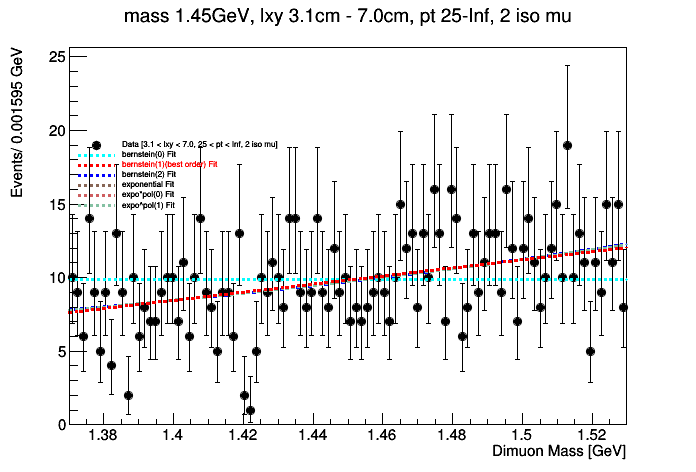 mass 1.45GeV, lxy 3.1cm - 7.0cm, pt 25-Inf, 2 iso mu
Events/ 0.001595 GeV
25
20
15
10
5
0
Data [3.1 < lxy < 7.0, 25 < pt < Inf, 2 iso mu]
bernstein(0) Fit
bernstein(1)(best order) Fit
bernstein(2) Fit
exponential Fit
expo*pol(0) Fit
expo*pol(1) Fit
1.38 1.4 1.42 1.44 1.46 1.48 1.5 1.52
Dimuon Mass [GeV]